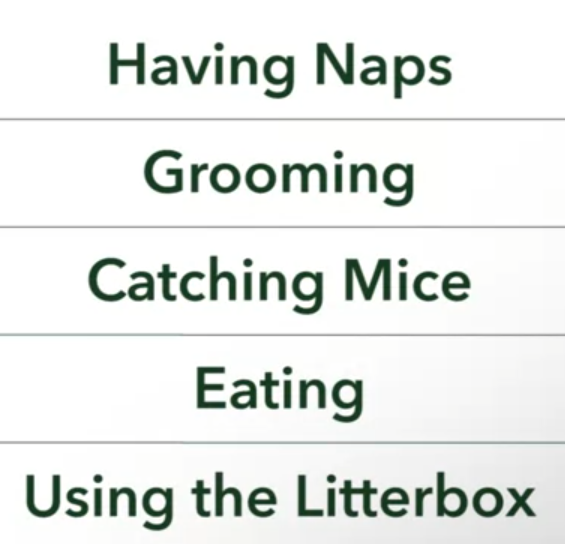 Having Naps
Grooming
Catching Mice
Eating
Using the Litterbox